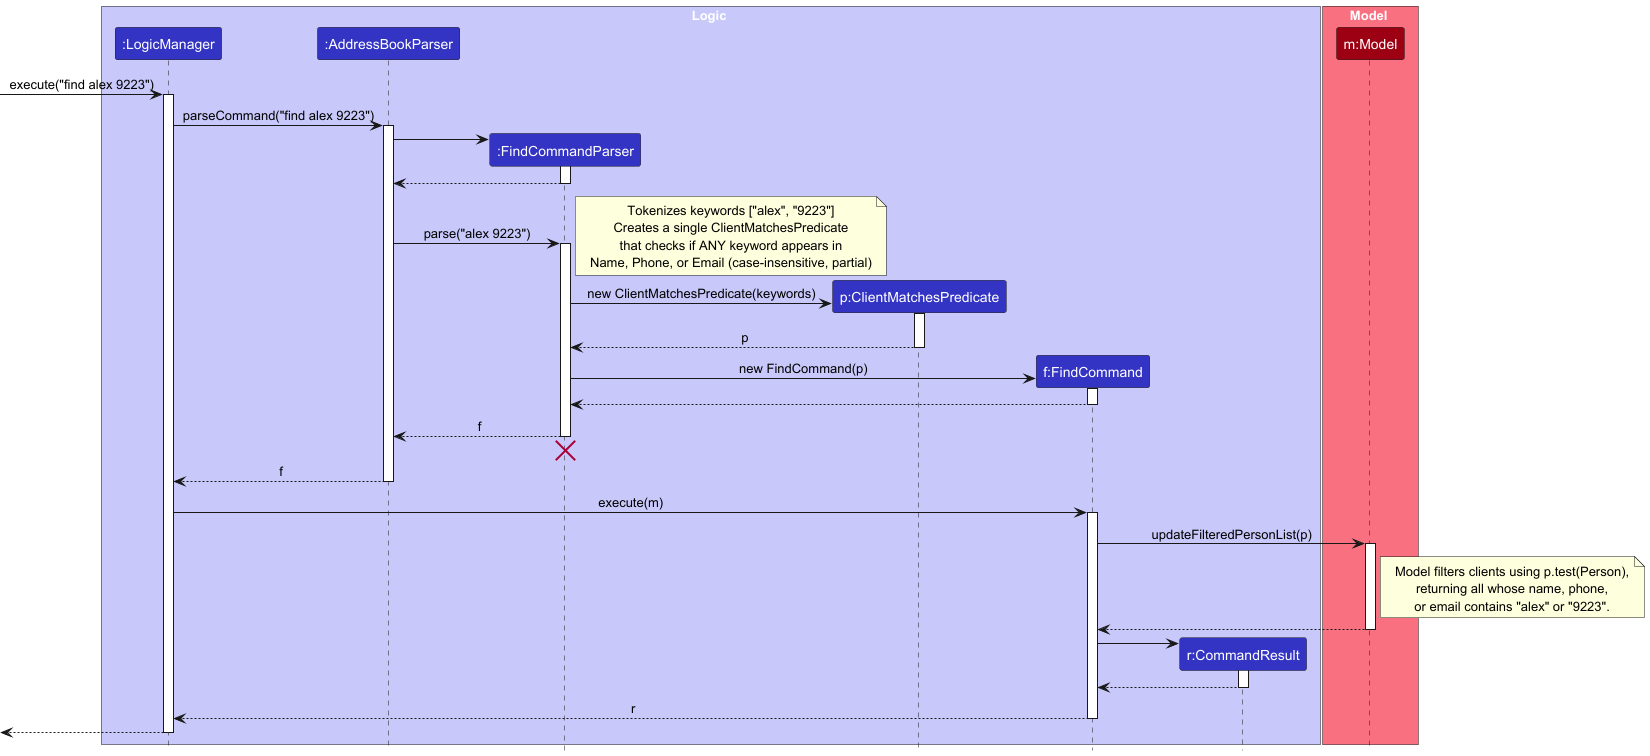 Logic
Model
:LogicManager
:AddressBookParser
m:Model
execute("find alex 9223")
parseCommand("find alex 9223")
:FindCommandParser
Tokenizes keywords ["alex", "9223"]
Creates a single ClientMatchesPredicate
that checks if ANY keyword appears in
Name, Phone, or Email (case-insensitive, partial)
parse("alex 9223")
new ClientMatchesPredicate(keywords)
p:ClientMatchesPredicate
p
new FindCommand(p)
f:FindCommand
f
f
execute(m)
updateFilteredPersonList(p)
Model filters clients using p.test(Person),
returning all whose name, phone,
or email contains "alex" or "9223".
r:CommandResult
r